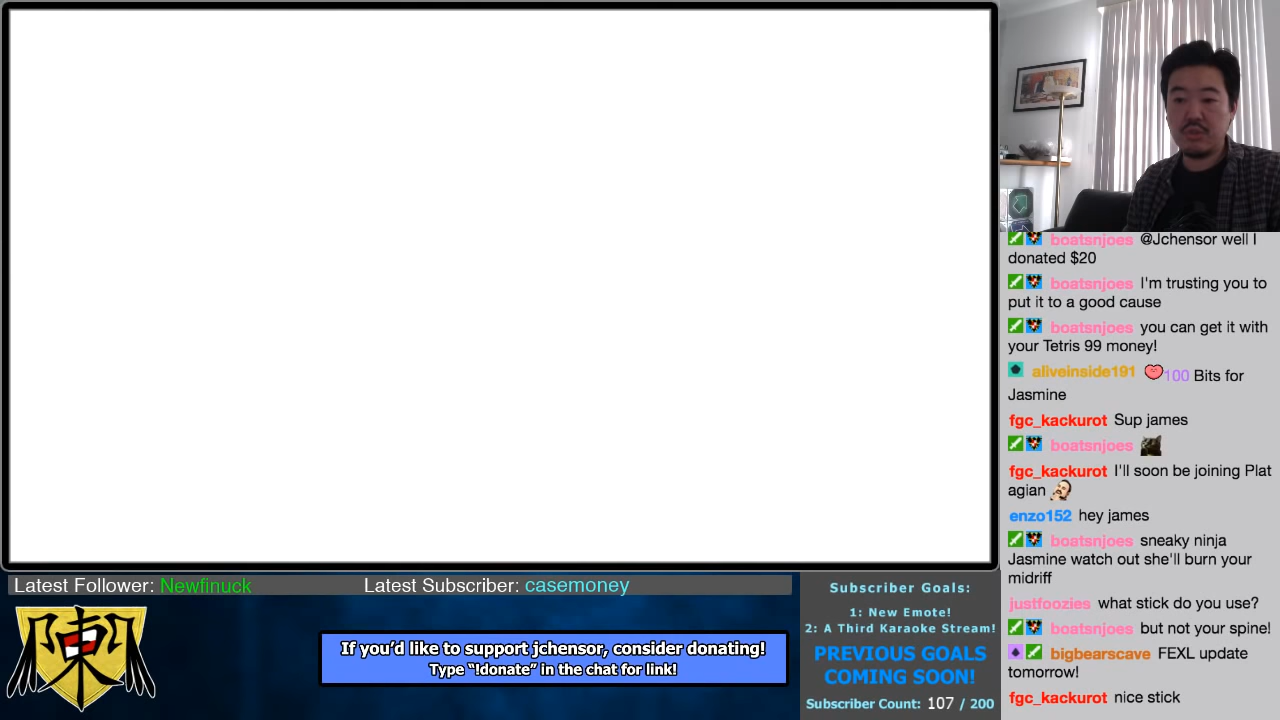 @Jchensor well I
boatsnjoes
donated $20
boatsnjoes I'm trusting you to
put it to a good cause
boatsnjoes you can get it with
your Tetris 99 money!
aliveinside191 100 Bits for
Jasmine
fgc_kackurot Sup james
boatsnjoes
fgc_kackurot I'll soon be joining Plat
agian
enzo152 hey james
boatsnjoes sneaky ninja
Jasmine watch out she'll burn your
midriff
justfoozies what stick do you use?
boatsnjoes but not your spine!
bigbearscave FEXL update
tomorrow!
fgc_kackurot nice stick
Latest Follower: Newfinuck
Latest Subscriber: casemoney
If you'd like to support jchensor, consider donating!
Type "!donate" in the chat for link!
Subscriber Goals:
1: New Emote!
2: A Third Karaoke Stream!
PREVIOUS GOALS
COMING SOON!
Subscriber Count: 107 / 200